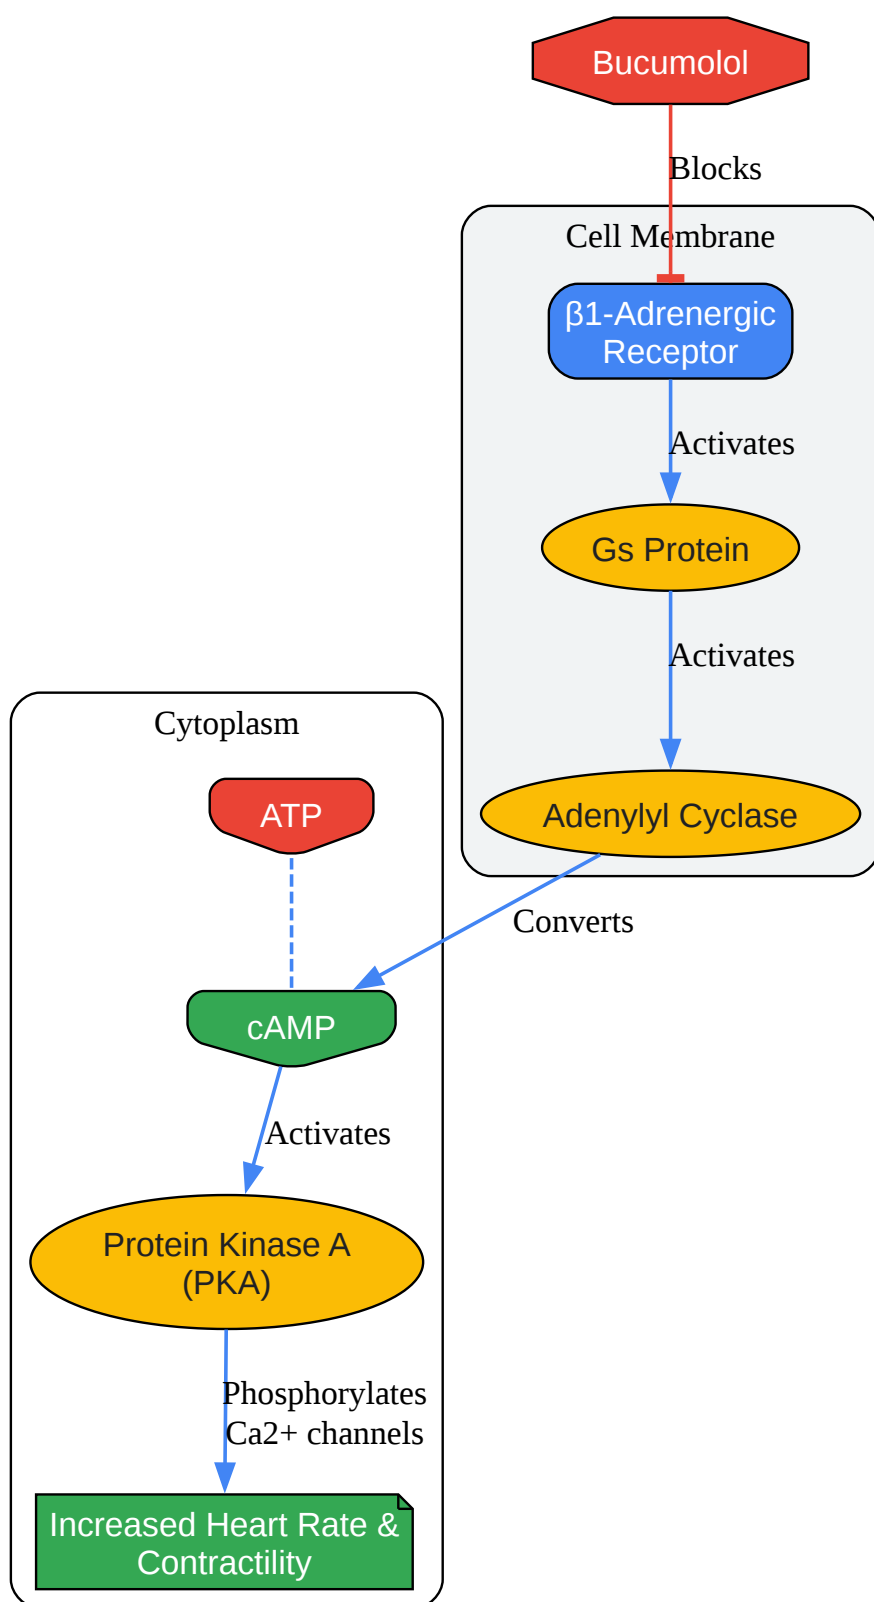 Bucumolol
Blocks
Cell Membrane
β1-Adrenergic
Receptor
Activates
Gs Protein
Activates
Cytoplasm
ATP
Adenylyl Cyclase
Converts
cAMP
Activates
Protein Kinase A
(PKA)
Phosphorylates
Ca2+ channels
Increased Heart Rate &
Contractility